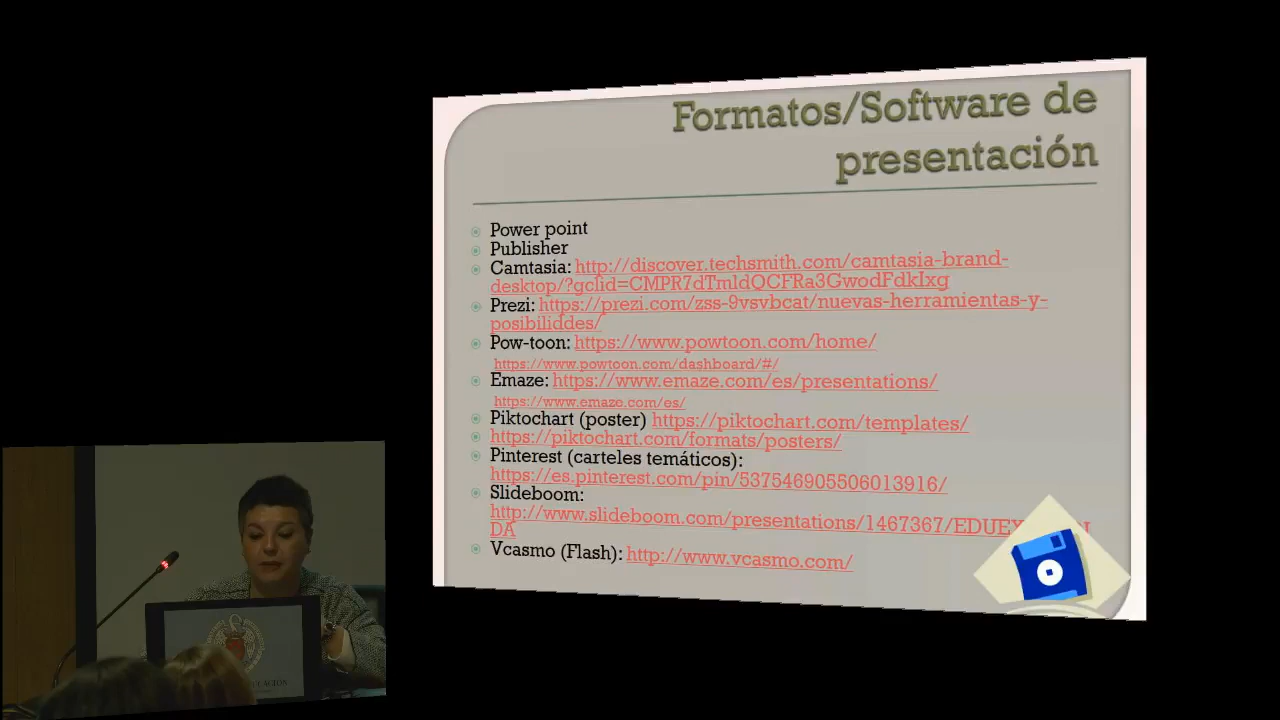 Formatos/Software de
presentación
Power point
Publisher
Camtasia: http://discover.techsmith.com/camtasia-brand-
desktop/?gclid=CMPR7dTmldQCFRa3GwodFdkIxg
Prezi: https://prezi.com/zss-9vsvbcat/nuevas-herramientas-y-
posibiliddes/
Pow-toon: https://www.powtoon.com/home/
https://www.powtoon.com/dashboard/#/
Emaze: https://www.emaze.com/es/presentations/
https://www.emaze.com/es/
Piktochart (poster) https://piktochart.com/templates/
https://piktochart.com/formats/posters/
Pinterest (carteles temáticos):
https://es.pinterest.com/pin/537546905506013916/
Slideboom:
http://www.slideboom.com/presentations/1467367/
DA
Vcasmo (Flash): http://www.vcasmo.com/